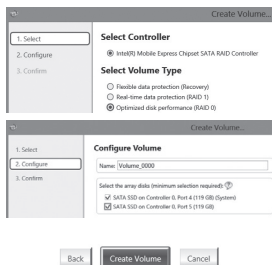 Create Volume...
1. Select
2. Configure
3. Confirm
Select Controller
Intel(R) Mobile Express Chipset SATA RAID Controller
Select Volume Type
Flexible data protection (Recovery)
Real-time data protection (RAID 1)
Optimized disk performance (RAID 0)
Create Volume...
1. Select
2. Configure
3. Confirm
Configure Volume
Name: Volume_0000
Select the array disks (minimum selection required):
SATA SSD on Controller 0, Port 4 (119 GB) (System)
SATA SSD on Controller 0, Port 5 (119 GB)
Back
Create Volume
Cancel